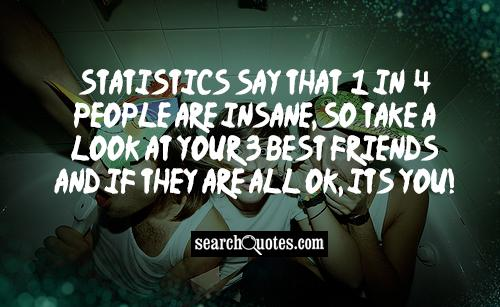 STATISTICS SAY THAT 1 IN 4
PEOPLE ARE INSANE, SO TAKE A
LOOK AT YOUR 3 BEST FRIENDS
AND IF THEY ARE ALL OK, ITS YOU!
searchQuotes.com